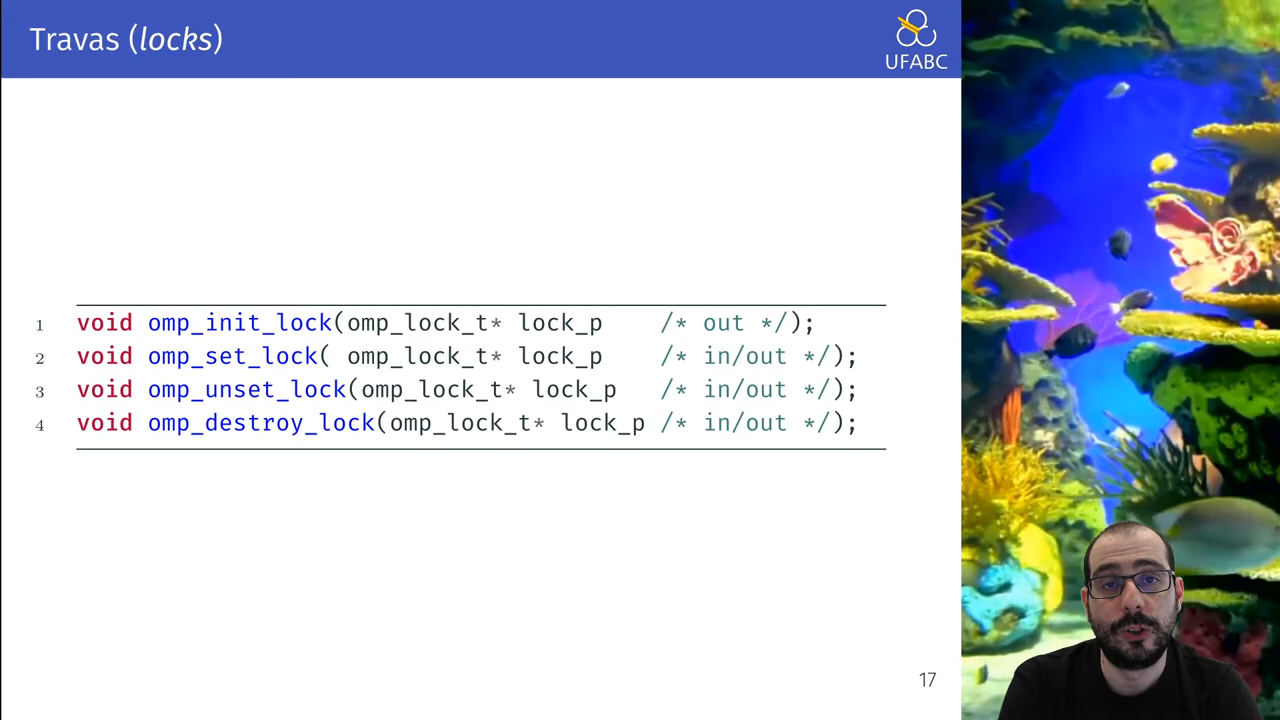 Travas (locks)
UFABC
1 void omp_init_lock(omp_lock_t* lock_p    /* out */);
2 void omp_set_lock( omp_lock_t* lock_p    /* in/out */);
3 void omp_unset_lock(omp_lock_t* lock_p   /* in/out */);
4 void omp_destroy_lock(omp_lock_t* lock_p /* in/out */);
17